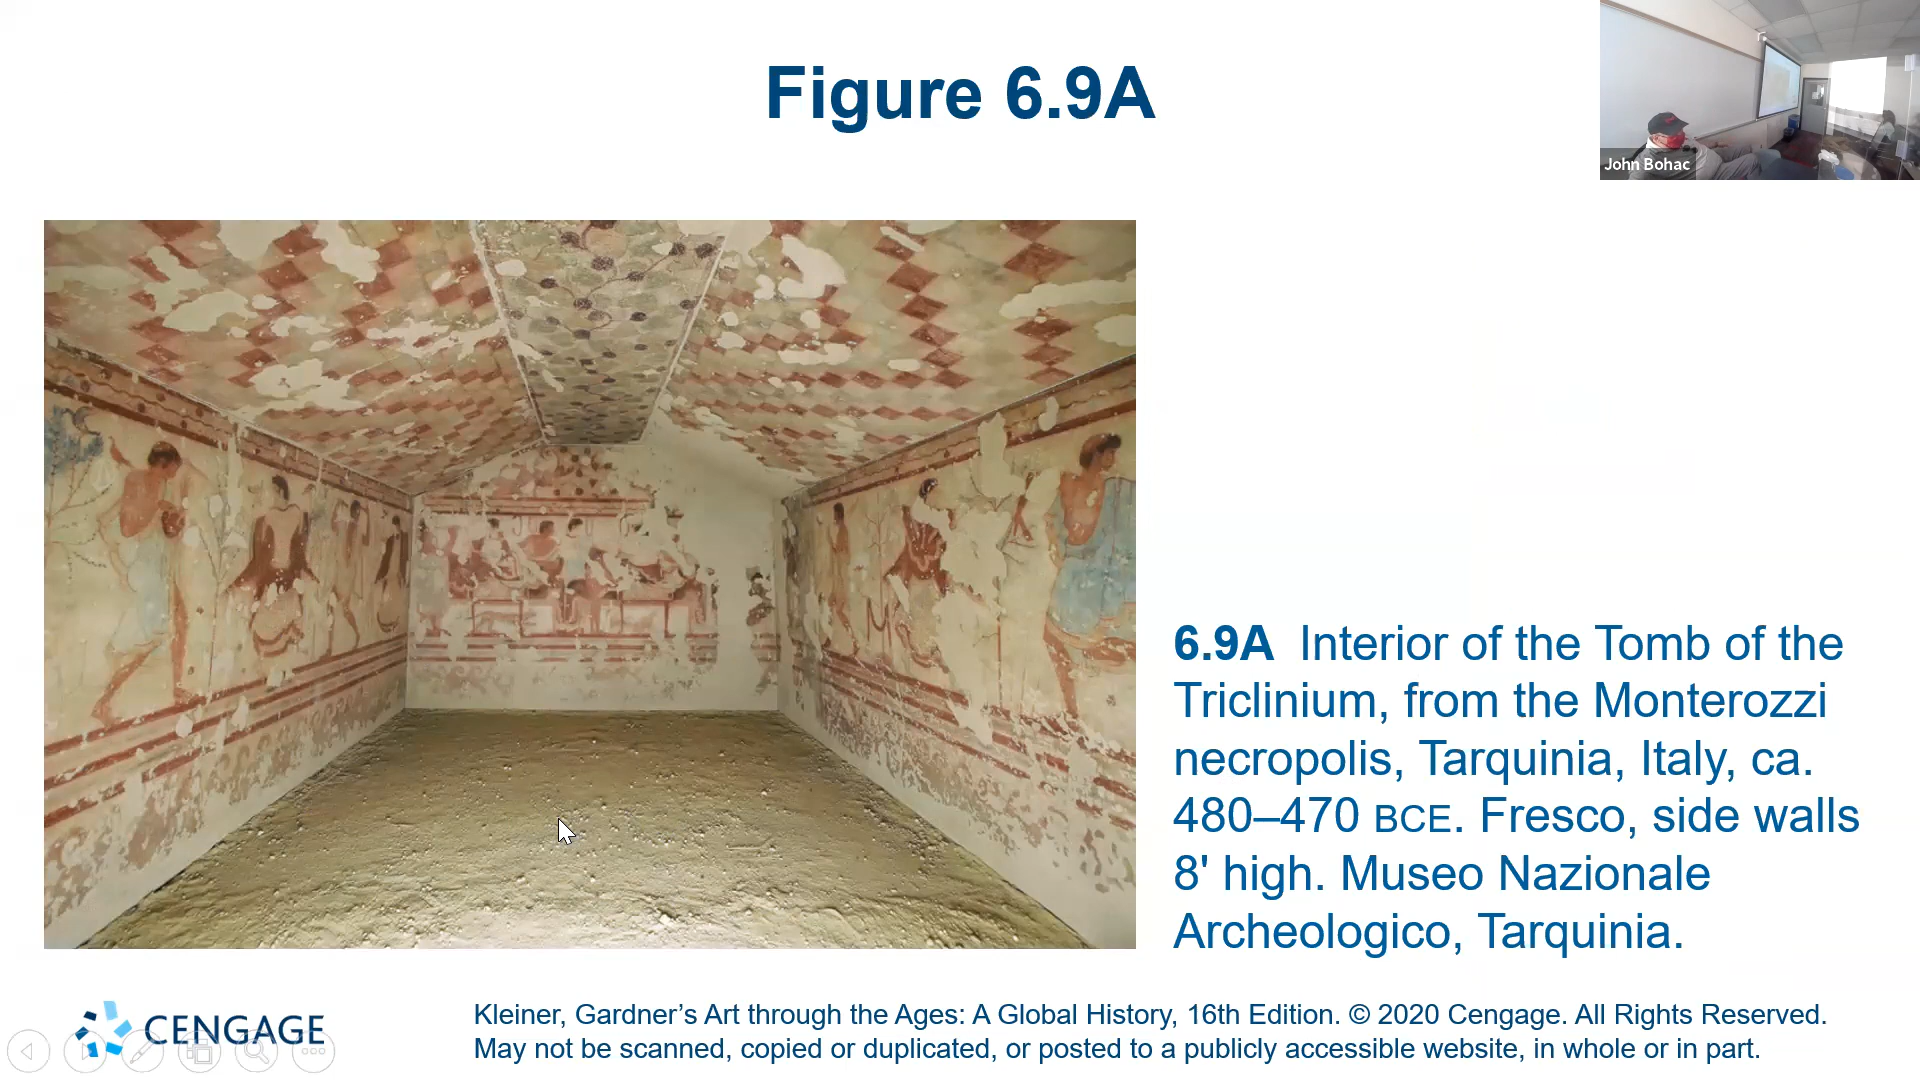 Figure 6.9A
John Bohac
6.9A Interior of the Tomb of the
Triclinium, from the Monterozzi
necropolis, Tarquinia, Italy, ca.
480–470 BCE. Fresco, side walls
8' high. Museo Nazionale
Archeologico, Tarquinia.
CENGAGE
Kleiner, Gardner’s Art through the Ages: A Global History, 16th Edition. © 2020 Cengage. All Rights Reserved.
May not be scanned, copied or duplicated, or posted to a publicly accessible website, in whole or in part.